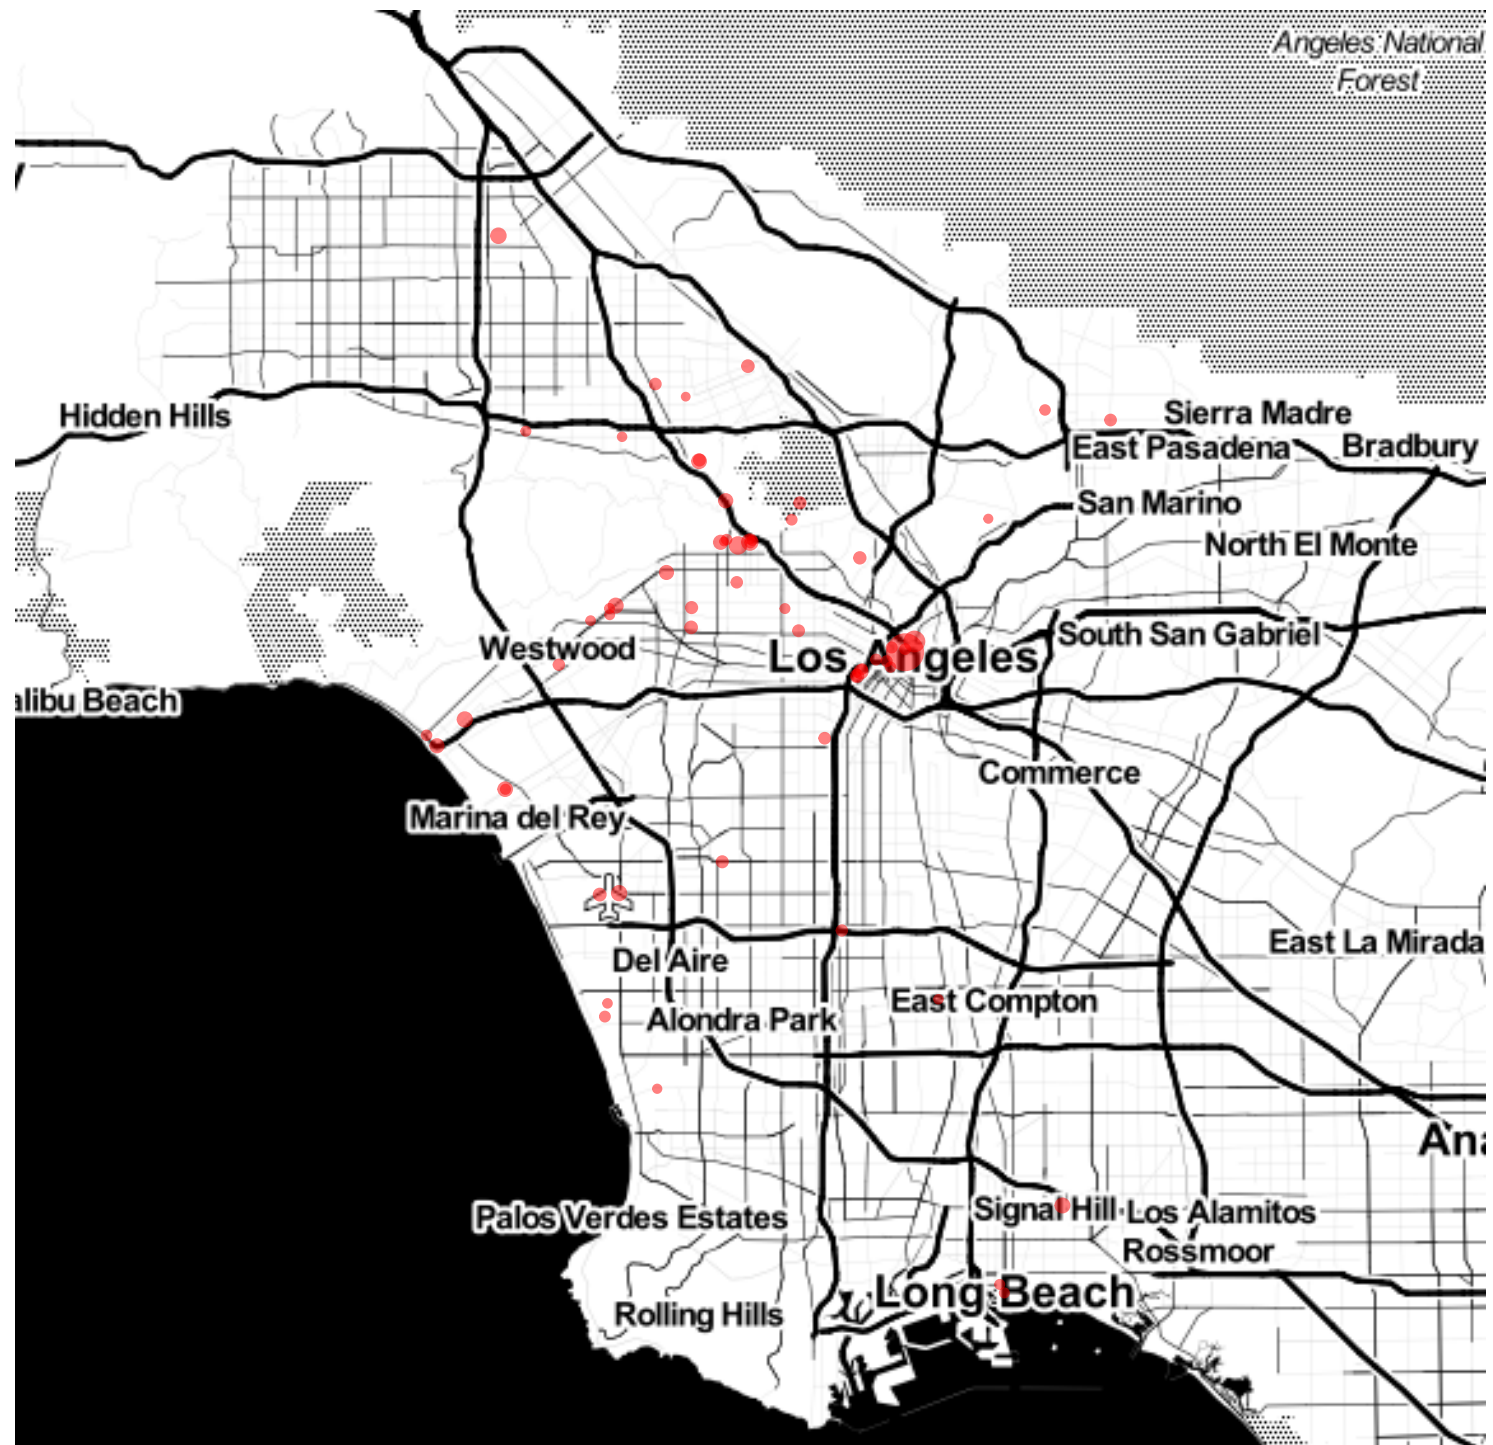 Angeles National
Forest
Hidden Hills
Sierra Madre
East Pasadena
Bradbury
San Marino
North El Monte
South San Gabriel
Westwood
Los Angeles
alibu Beach
Commerce
Marina del Rey
East La Mirada
Del Aire
East Compton
Alondra Park
Ana
Palos Verdes Estates
Signal Hill
Los Alamitos
Rossmoor
Long Beach
Rolling Hills